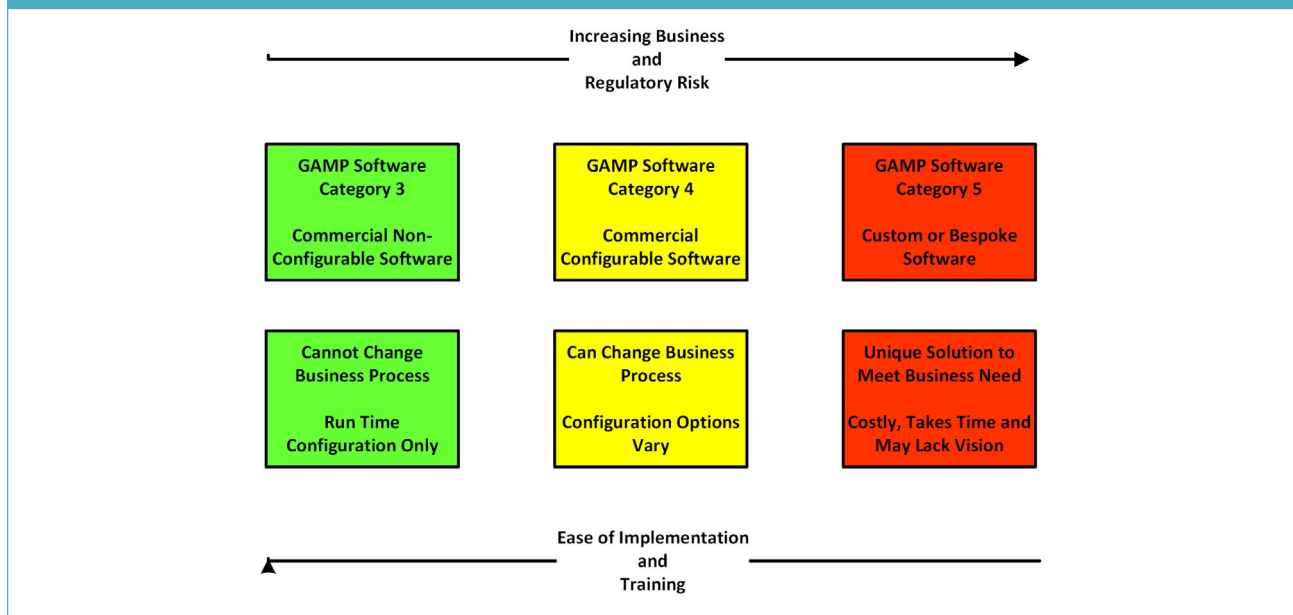 Increasing Business
and
Regulatory Risk
GAMP Software
Category 3
Commercial Non-
Configurable Software
GAMP Software
Category 4
Commercial
Configurable Software
GAMP Software
Category 5
Custom or Bespoke
Software
Cannot Change
Business Process
Run Time
Configuration Only
Can Change Business
Process
Configuration Options
Vary
Unique Solution to
Meet Business Need
Costly, Takes Time and
May Lack Vision
Ease of Implementation
and
Training